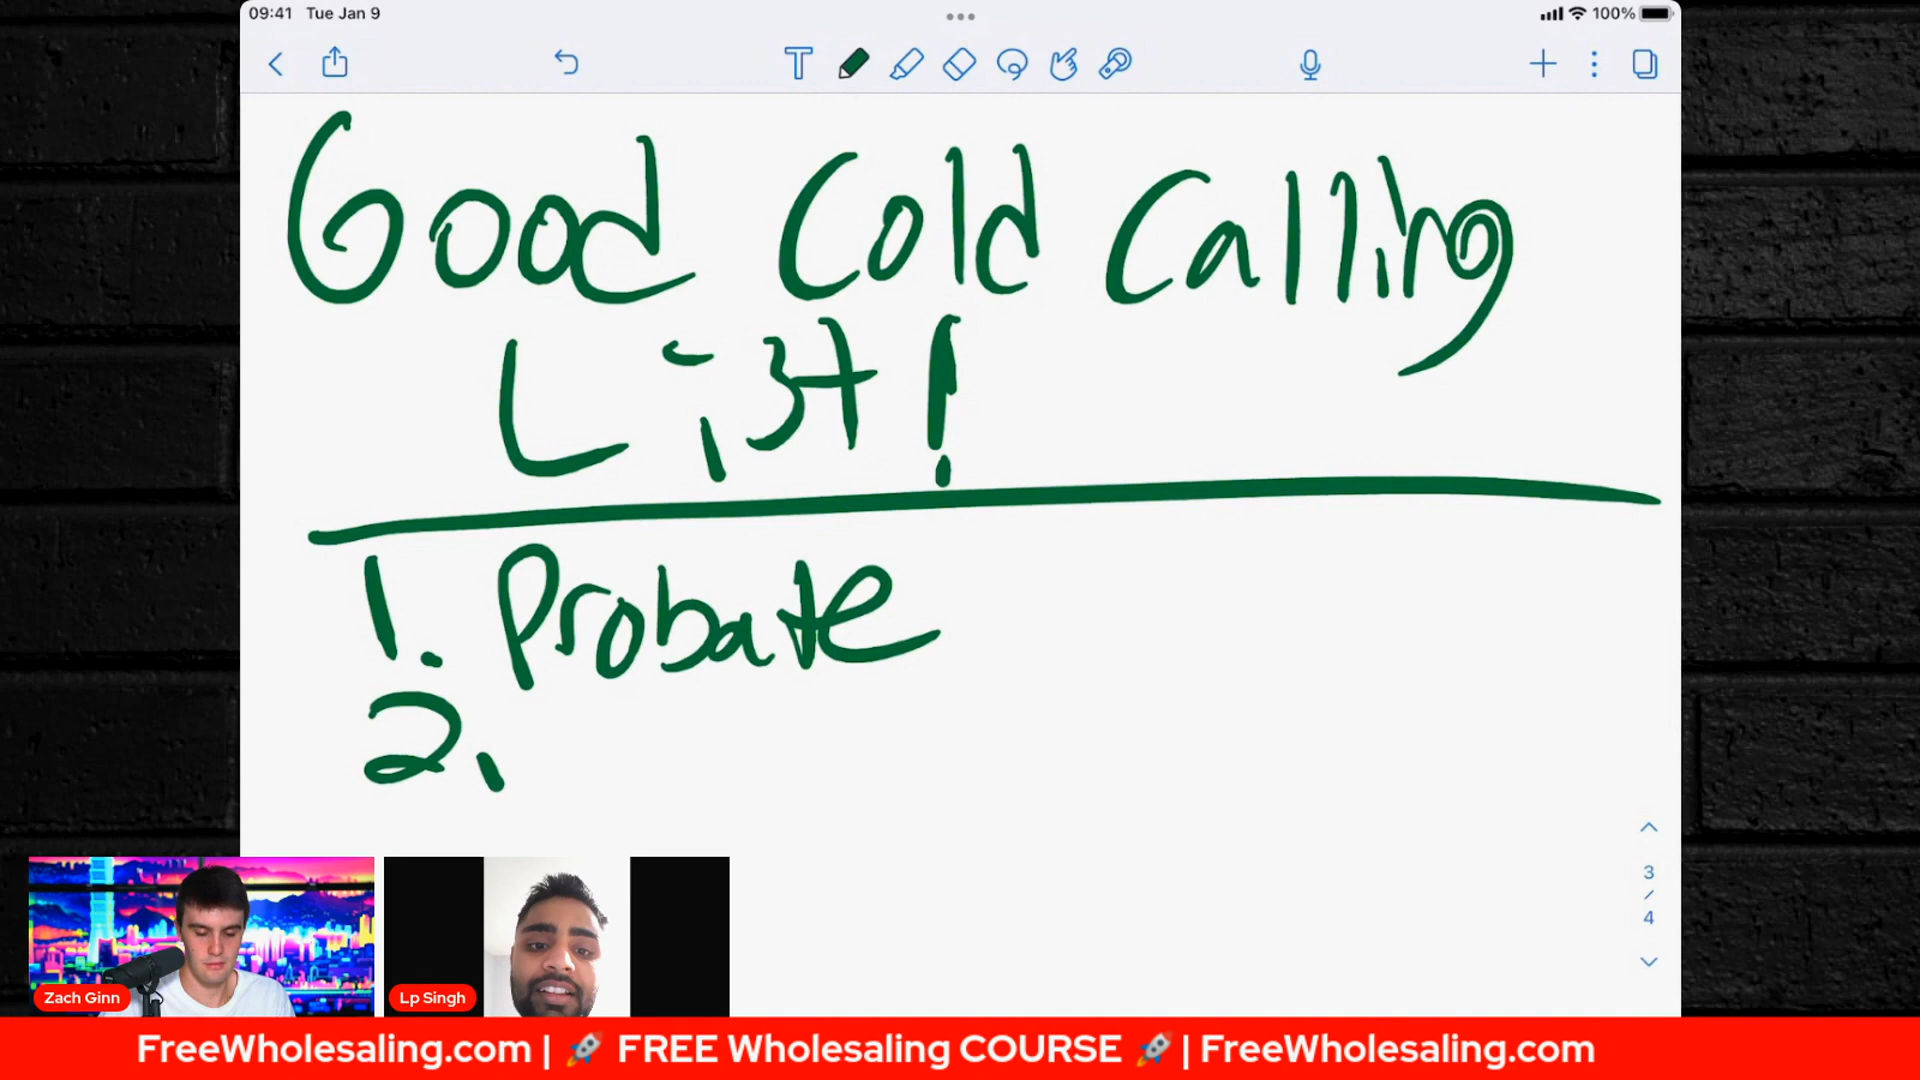 09:41 Tue Jan 9 100%
T
Good Cold Calling
List!
1. Probate
2.
3
/
4
Zach Ginn Lp Singh
FreeWholesaling.com | 🚀 FREE Wholesaling COURSE 🚀 | FreeWholesaling.com